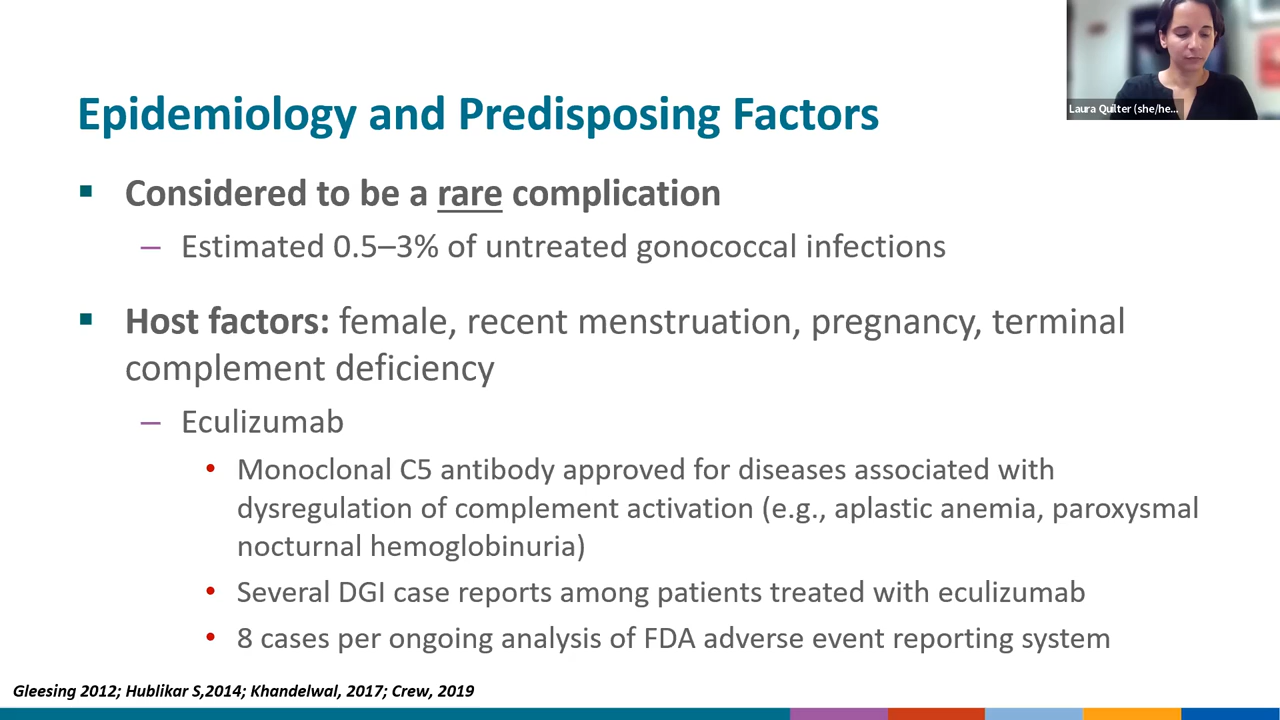 Laura Quilter (she/he...
Epidemiology and Predisposing Factors
▪ Considered to be a rare complication
– Estimated 0.5–3% of untreated gonococcal infections
▪ Host factors: female, recent menstruation, pregnancy, terminal
complement deficiency
– Eculizumab
• Monoclonal C5 antibody approved for diseases associated with
dysregulation of complement activation (e.g., aplastic anemia, paroxysmal
nocturnal hemoglobinuria)
• Several DGI case reports among patients treated with eculizumab
• 8 cases per ongoing analysis of FDA adverse event reporting system
Gleesing 2012; Hublikar S,2014; Khandelwal, 2017; Crew, 2019